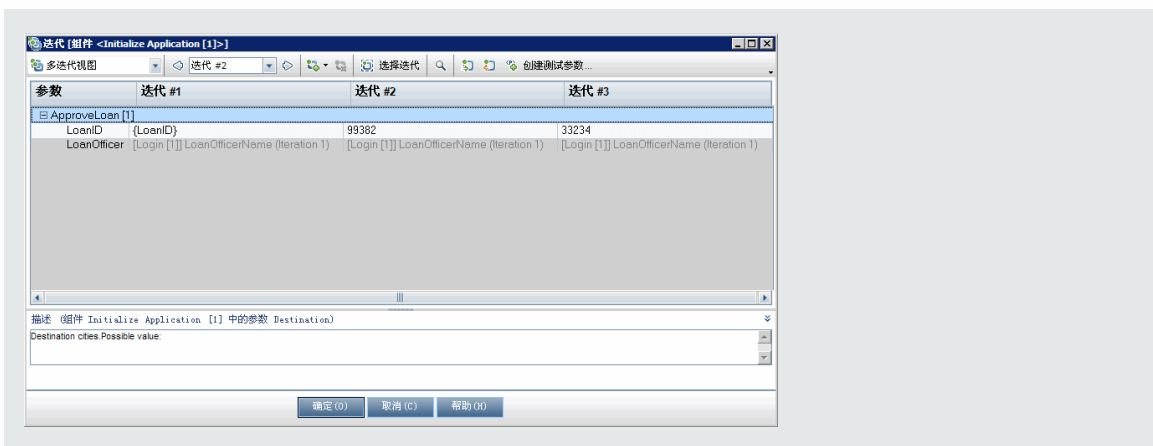 迭代 [组件 <Initialize Application [1]>]
多迭代视图 迭代 #2 选择迭代 创建测试参数...
参数 迭代 #1 迭代 #2 迭代 #3
ApproveLoan [1]
LoanID {LoanID} 99382 33234
LoanOfficer [Login [1]] LoanOfficerName (Iteration 1) [Login [1]] LoanOfficerName (Iteration 1) [Login [1]] LoanOfficerName (Iteration 1)
描述 (组件 Initialize Application [1] 中的参数 Destination)
Destination cities.Possible value:
确定(O) 取消(C) 帮助(H)